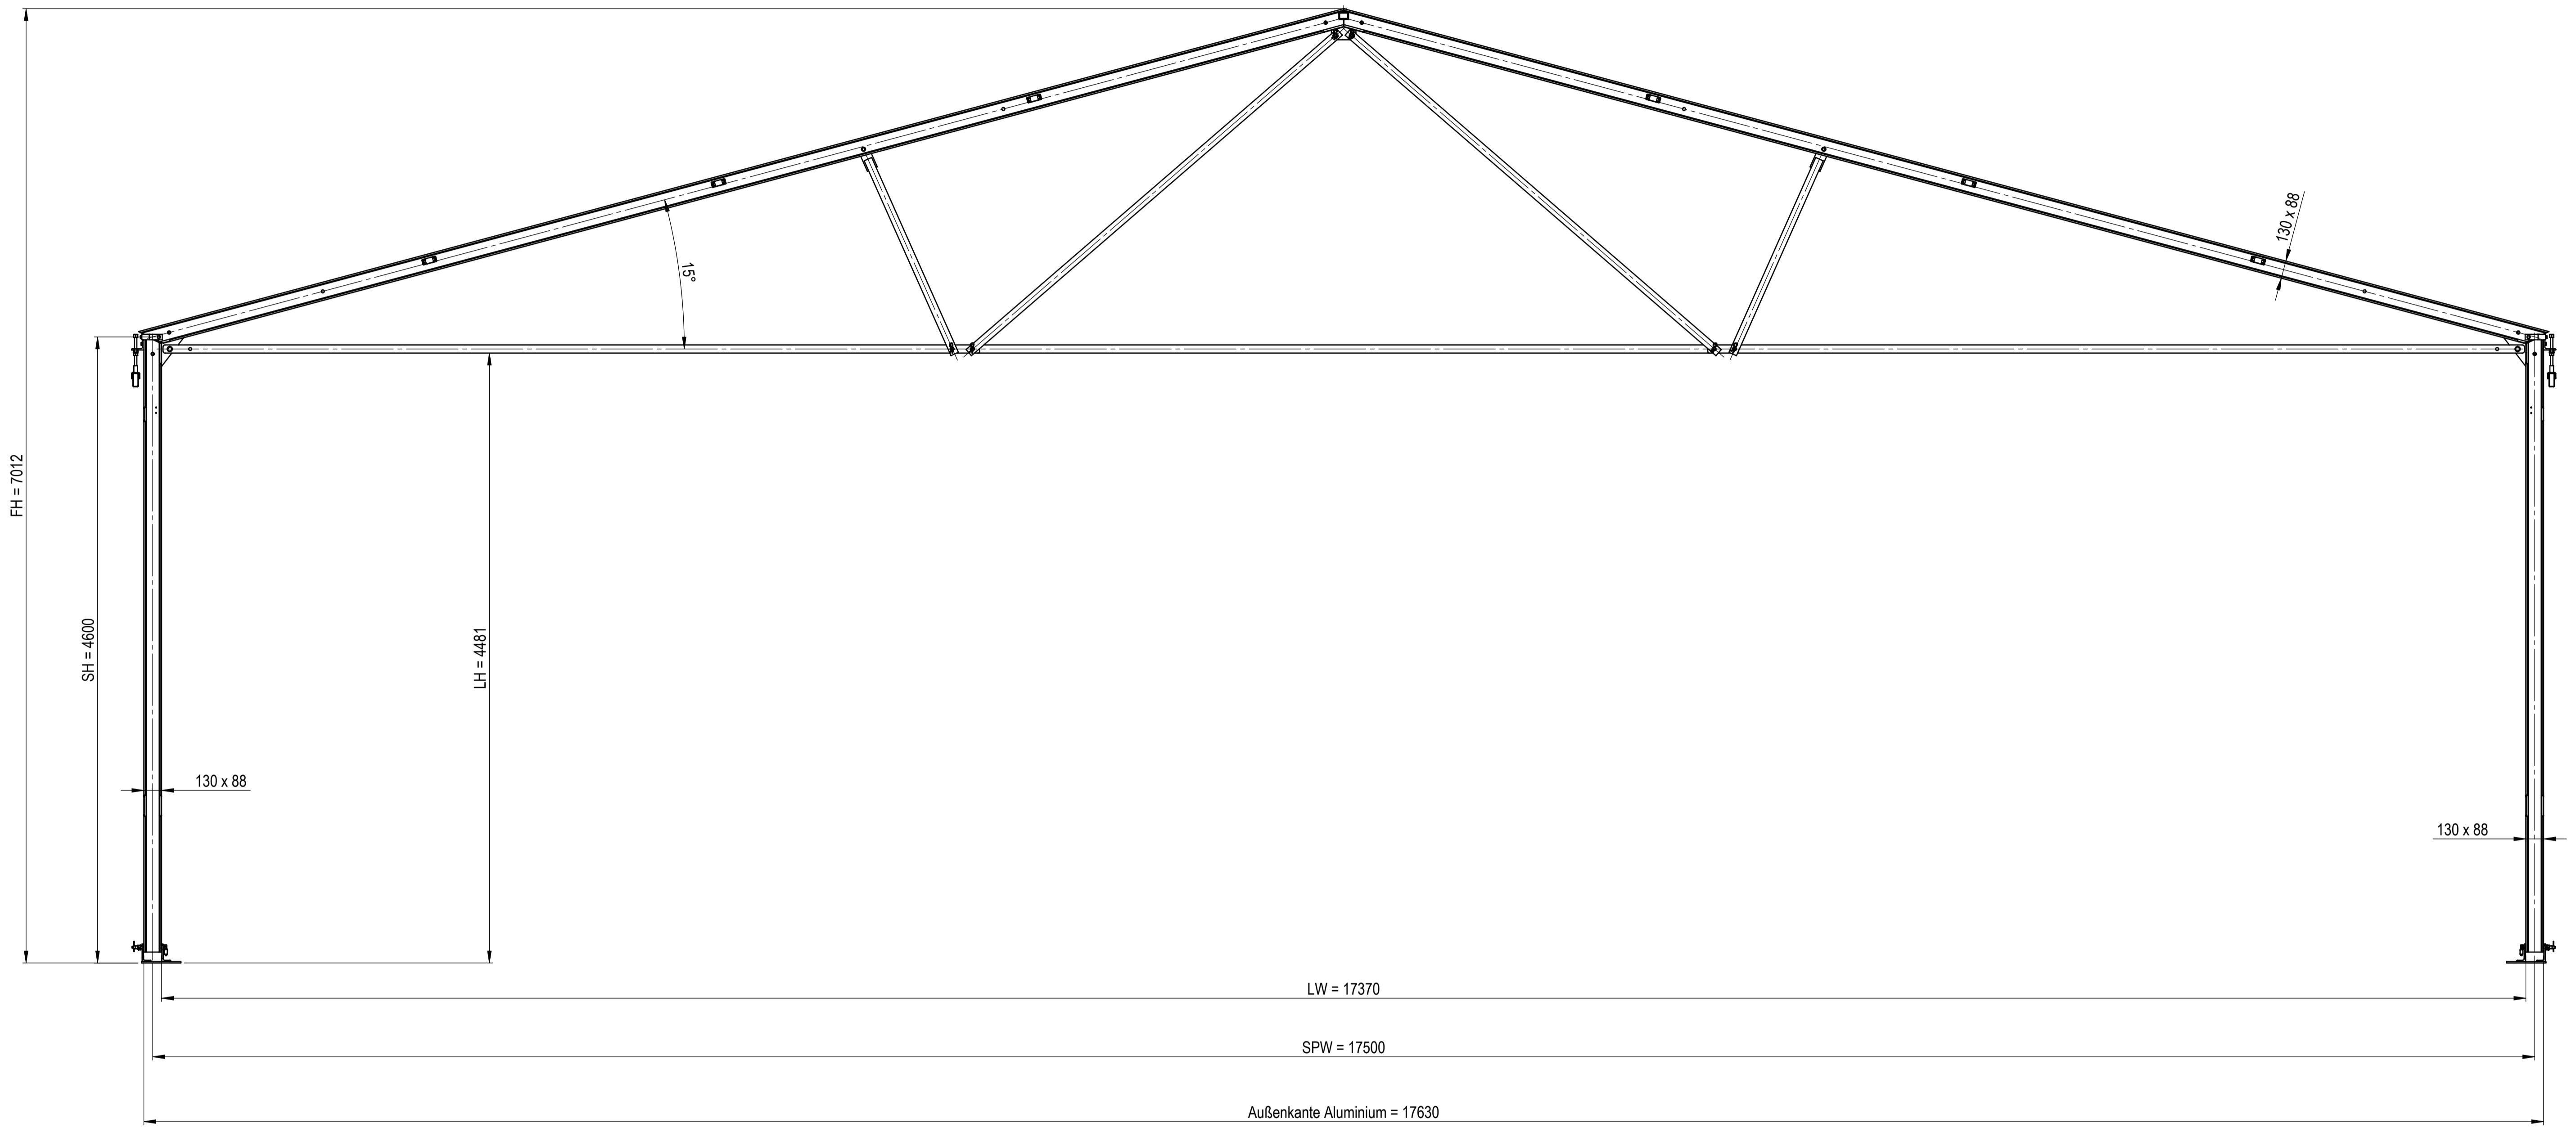 130 x 88
15°
FH = 7012
SH = 4600
LH = 4481
130 x 88
130 x 88
LW = 17370
SPW = 17500
Außenkante Aluminium = 17630